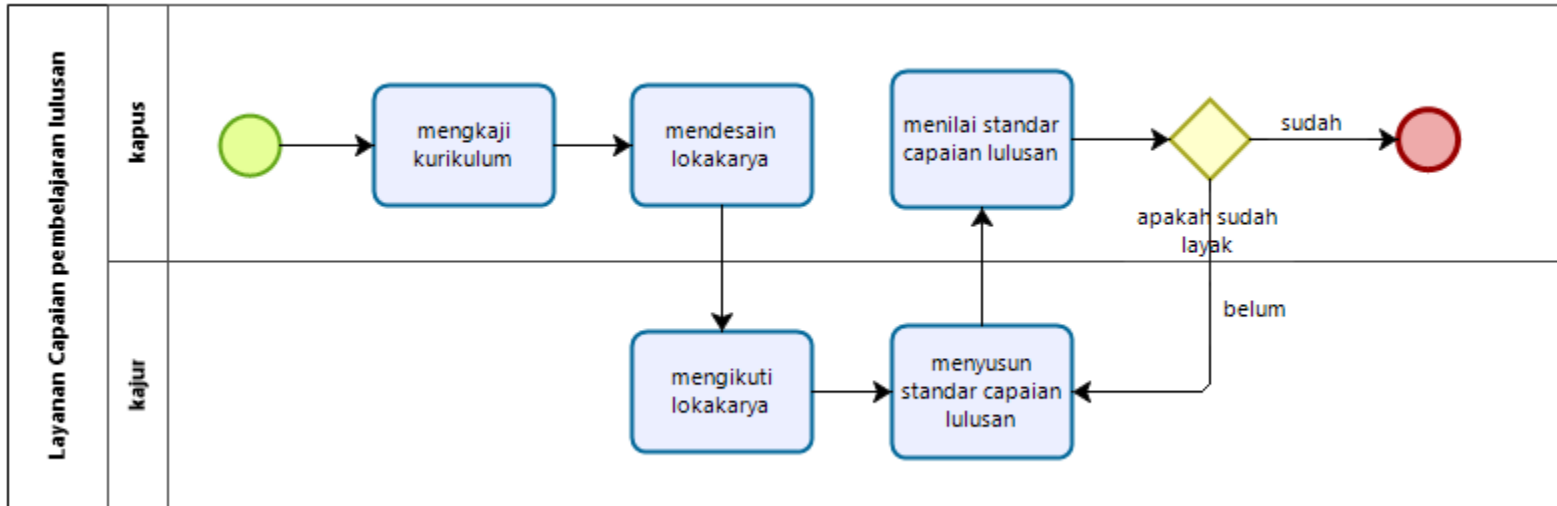 Layanan Capaian pembelajaran lulusan
kapus
mengkaji
kurikulum
mendesain
lokakarya
menilai standar
capaian lulusan
sudah
apakah sudah
layak
kajur
mengikuti
lokakarya
menyusun
standar capaian
lulusan
belum